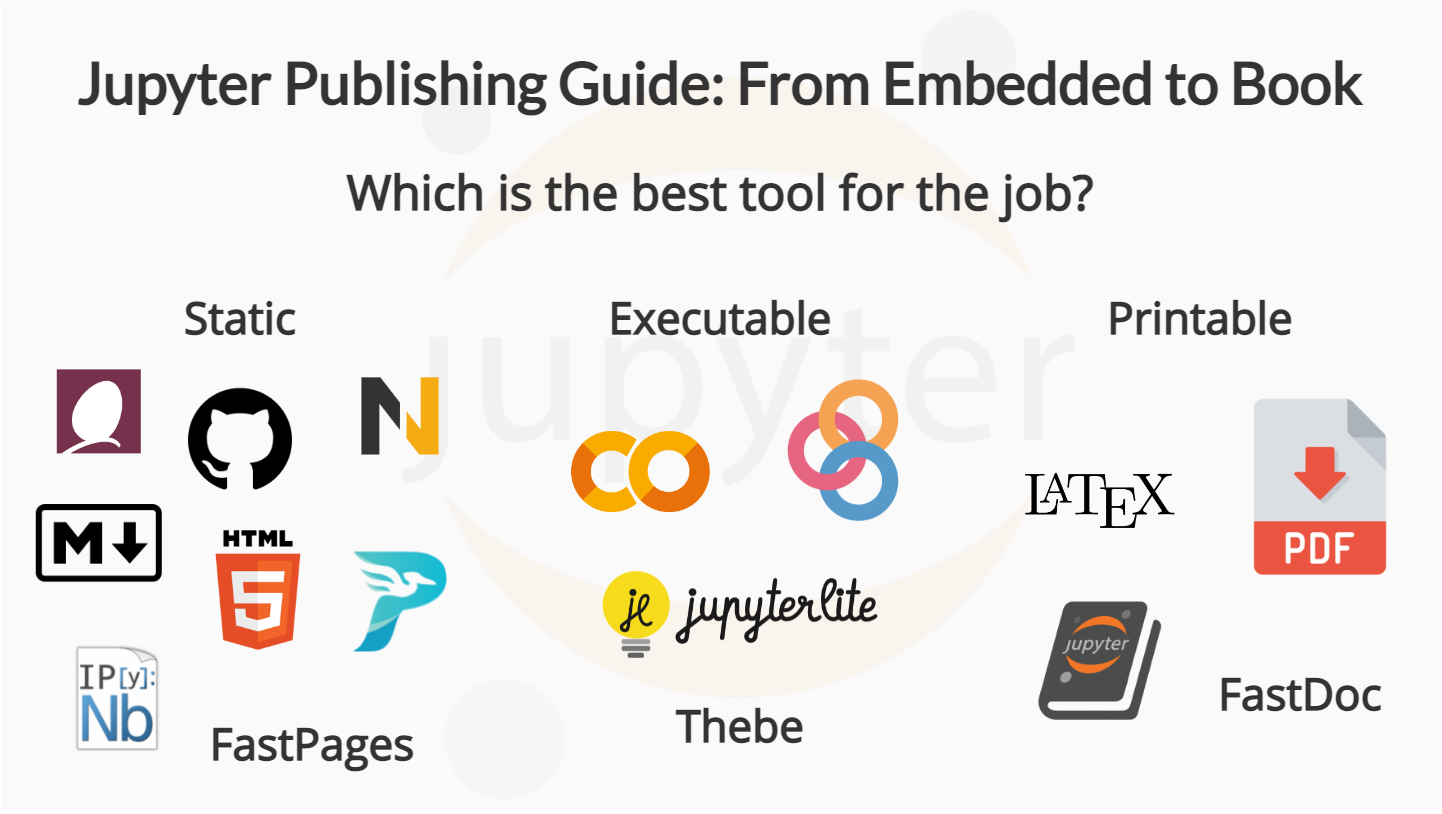 Jupyter Publishing Guide: From Embedded to Book
Which is the best tool for the job?
Static
Executable
Printable
jupyter
M
HTML
5
IP[y]:
Nb
FastPages
jl jupyterlite
Thebe
LATEX
PDF
jupyter
FastDoc